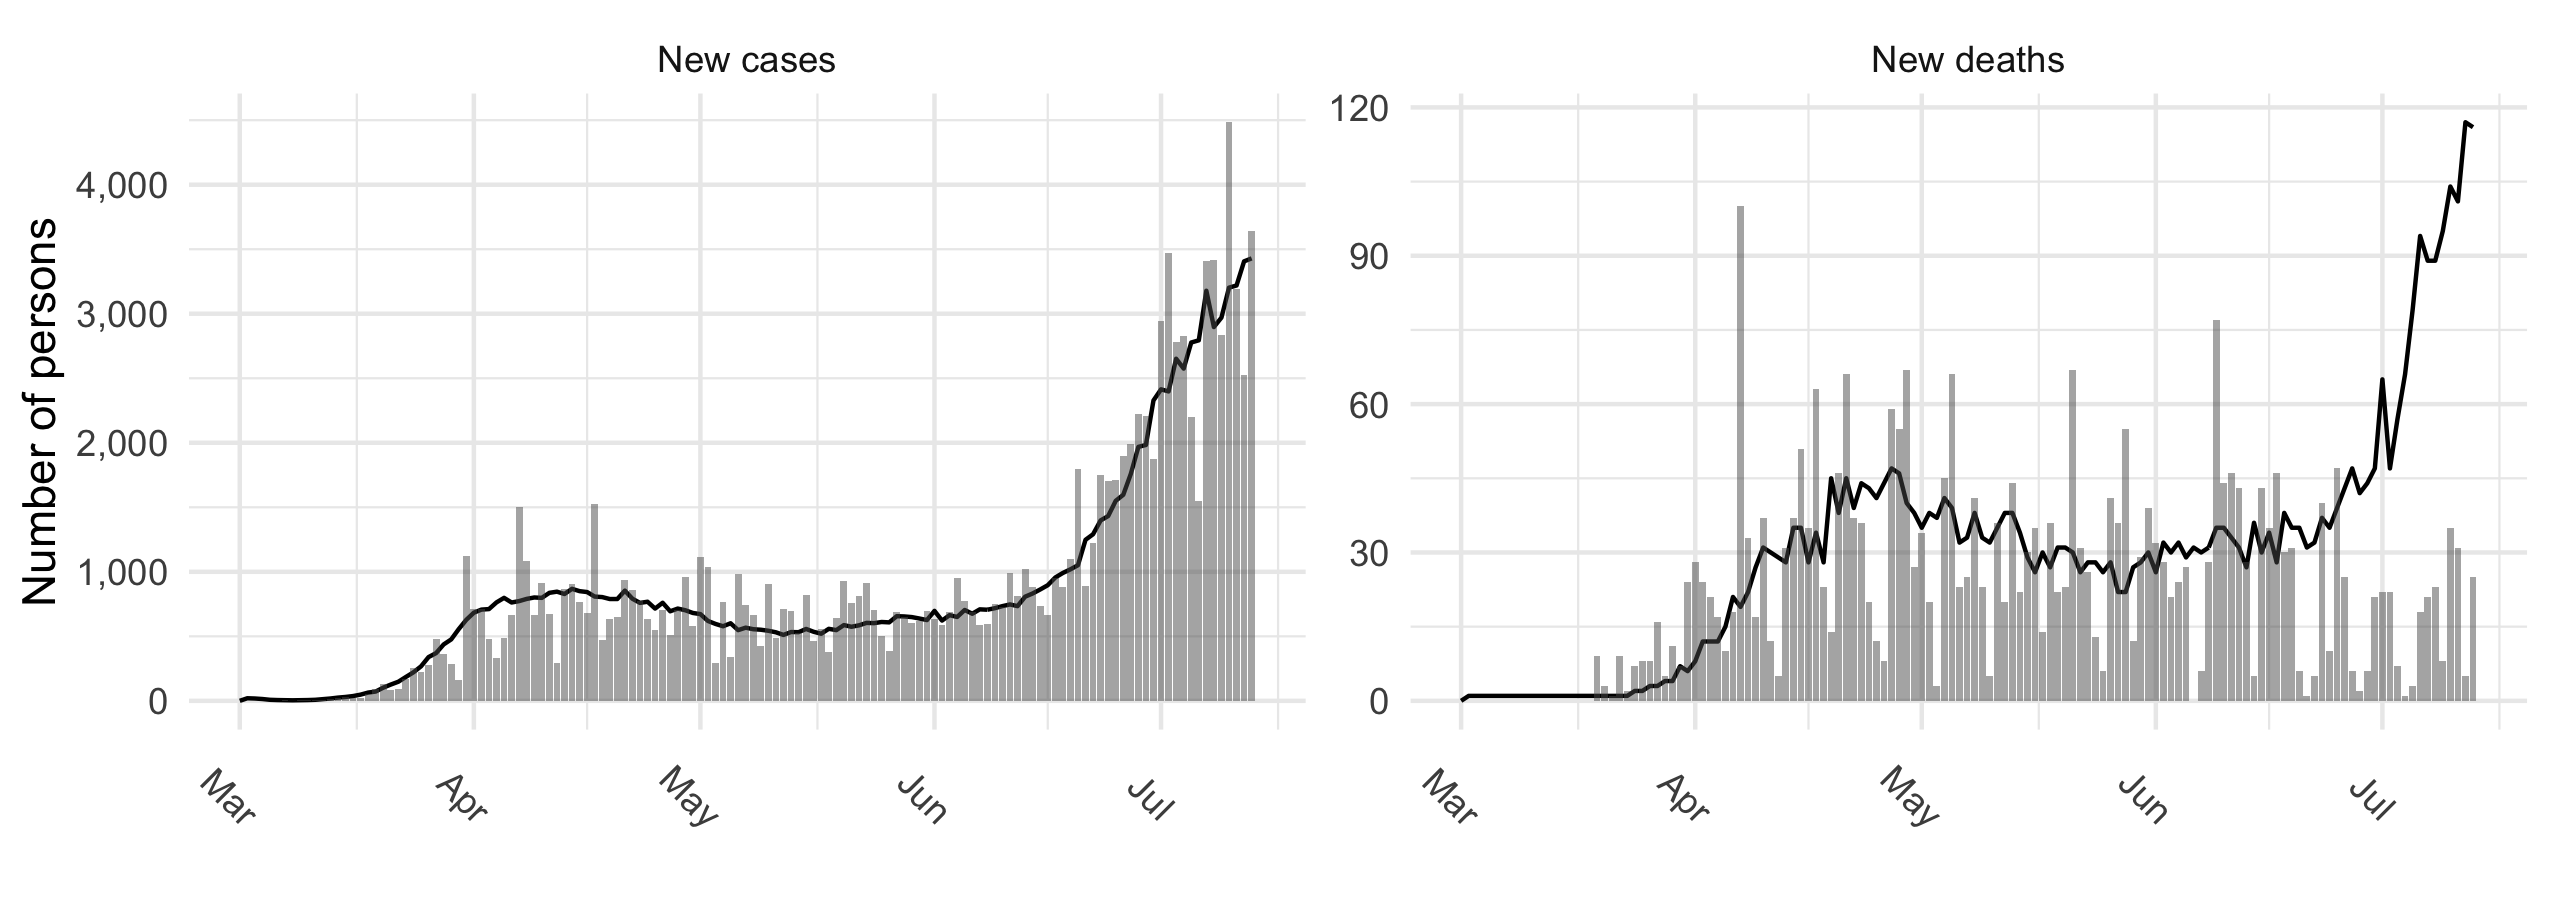 New cases
New deaths
Number of persons
4,000
3,000
2,000
1,000
0
Mar
Apr
May
Jun
Jul
120
90
60
30
0
Mar
Apr
May
Jun
Jul